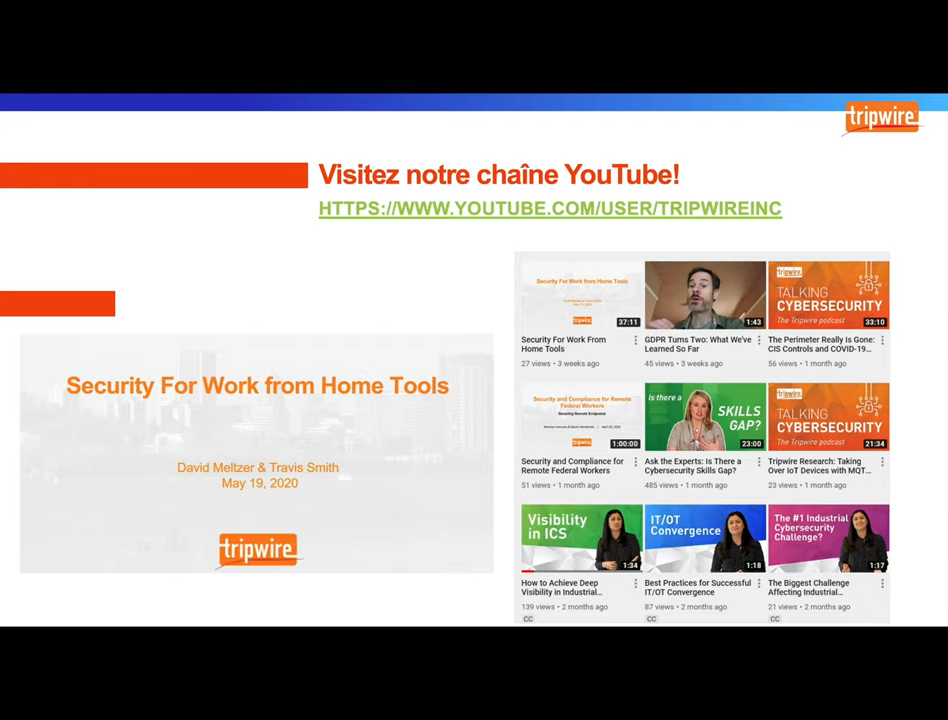 tripwire
Visitez notre chaîne YouTube!
HTTPS://WWW.YOUTUBE.COM/USER/TRIPWIREINC
Security For Work from Home Tools
David Meltzer & Travis Smith
May 19, 2020
tripwire
Security For Work from Home Tools
May 19, 2020
tripwire
37:11
Security For Work From
Home Tools
27 views • 3 weeks ago
1:43
GDPR Turns Two: What We've
Learned So Far
45 views • 3 weeks ago
tripwire
TALKING
CYBERSECURITY
The Tripwire podcast
33:10
The Perimeter Really Is Gone:
CIS Controls and COVID-19...
56 views • 1 month ago
Security and Compliance for Remote
Federal Workers
Securing Remote Endpoints
tripwire
1:00:00
Security and Compliance for
Remote Federal Workers
51 views • 1 month ago
Is there a
SKILLS
GAP?
23:00
Ask the Experts: Is There a
Cybersecurity Skills Gap?
485 views • 1 month ago
tripwire
TALKING
CYBERSECURITY
The Tripwire podcast
21:34
Tripwire Research: Taking
Over IoT Devices with MQT...
23 views • 1 month ago
Visibility
in ICS
1:34
How to Achieve Deep
Visibility in Industrial...
139 views • 2 months ago
CC
IT/OT
Convergence
1:18
Best Practices for Successful
IT/OT Convergence
87 views • 2 months ago
CC
The #1 Industrial
Cybersecurity
Challenge?
1:17
The Biggest Challenge
Affecting Industrial...
21 views • 2 months ago
CC